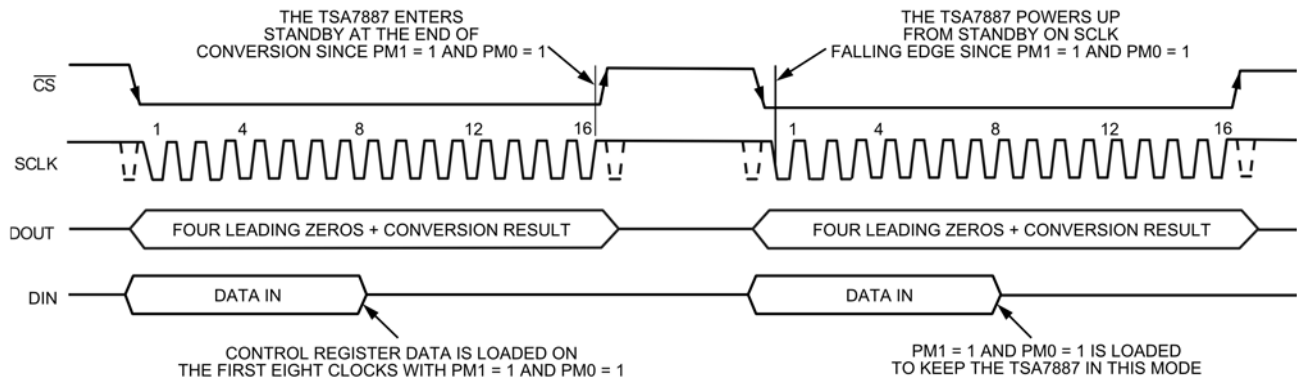 THE TSA7887 ENTERS
STANDBY AT THE END OF
CONVERSION SINCE PM1 = 1 AND PM0 = 1
THE TSA7887 POWERS UP
FROM STANDBY ON SCLK
FALLING EDGE SINCE PM1 = 1 AND PM0 = 1
CS
1 4 8 12 16 1 4 8 12 16
SCLK
DOUT FOUR LEADING ZEROS + CONVERSION RESULT FOUR LEADING ZEROS + CONVERSION RESULT
DIN DATA IN DATA IN
CONTROL REGISTER DATA IS LOADED ON
THE FIRST EIGHT CLOCKS WITH PM1 = 1 AND PM0 = 1
PM1 = 1 AND PM0 = 1 IS LOADED
TO KEEP THE TSA7887 IN THIS MODE